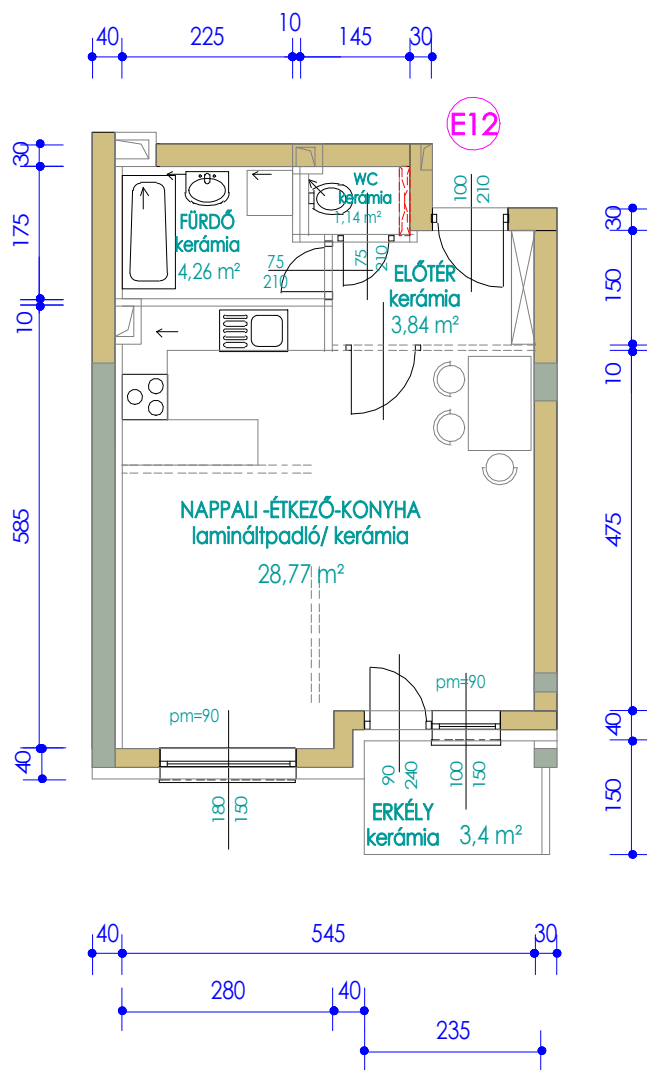 40
225
10
145
30
E12
30
175
10
585
40
30
150
10
475
40
150
WC
kerámia
1,14 m²
FÜRDŐ
kerámia
4,26 m²
75
210
75
210
100
210
ELŐTÉR
kerámia
3,84 m²
NAPPALI -ÉTKEZŐ-KONYHA
lamináltpadló/ kerámia
28,77 m²
pm=90
pm=90
180
150
90
240
100
150
ERKÉLY
kerámia
3,4 m²
40
545
30
280
40
235